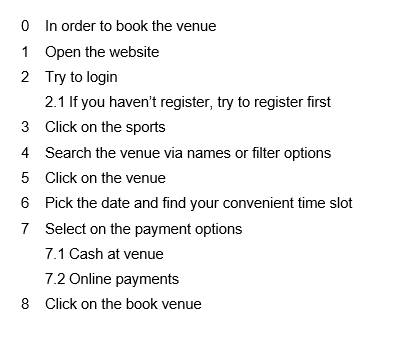 0 In order to book the venue
1 Open the website
2 Try to login
2.1 If you haven’t register, try to register first
3 Click on the sports
4 Search the venue via names or filter options
5 Click on the venue
6 Pick the date and find your convenient time slot
7 Select on the payment options
7.1 Cash at venue
7.2 Online payments
8 Click on the book venue